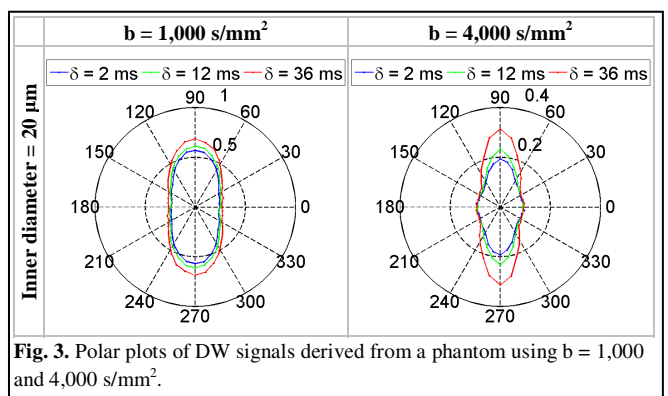 b = 1,000 s/mm²
b = 4,000 s/mm²
Inner diameter = 20 µm
δ = 2 ms δ = 12 ms δ = 36 ms
90 1
120 60
0.5
150 30
180 0
210 330
240 300
270
δ = 2 ms δ = 12 ms δ = 36 ms
90 0.4
120 60
0.2
150 30
180 0
210 330
240 300
270
Fig. 3. Polar plots of DW signals derived from a phantom using b = 1,000
and 4,000 s/mm².